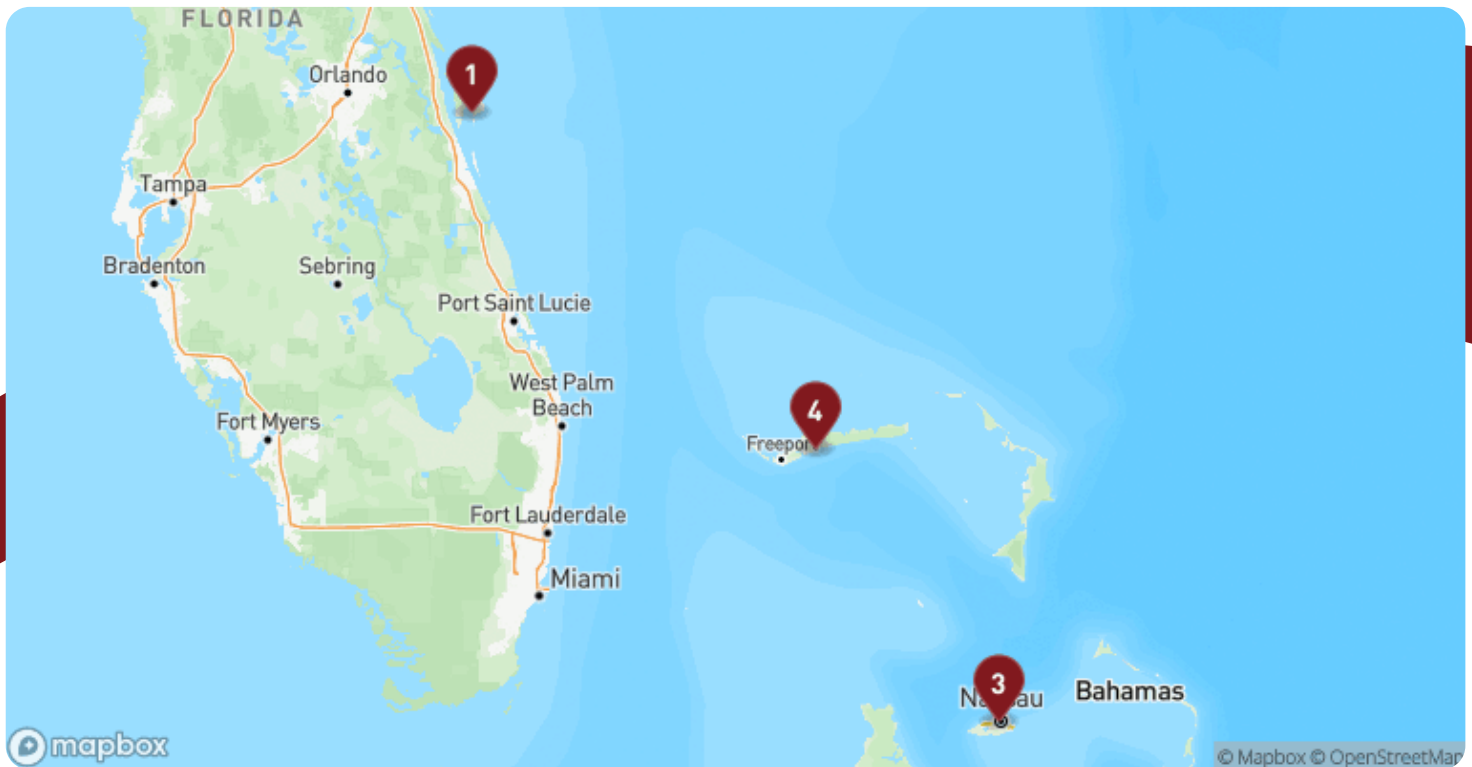 FLORIDA
1
Orlando
Tampa
Bradenton
Sebring
Port Saint Lucie
West Palm
Beach
4
Fort Myers
Freepor
Fort Lauderdale
Miami
3
Bahamas
mapbox
© Mapbox © OpenStreetMap